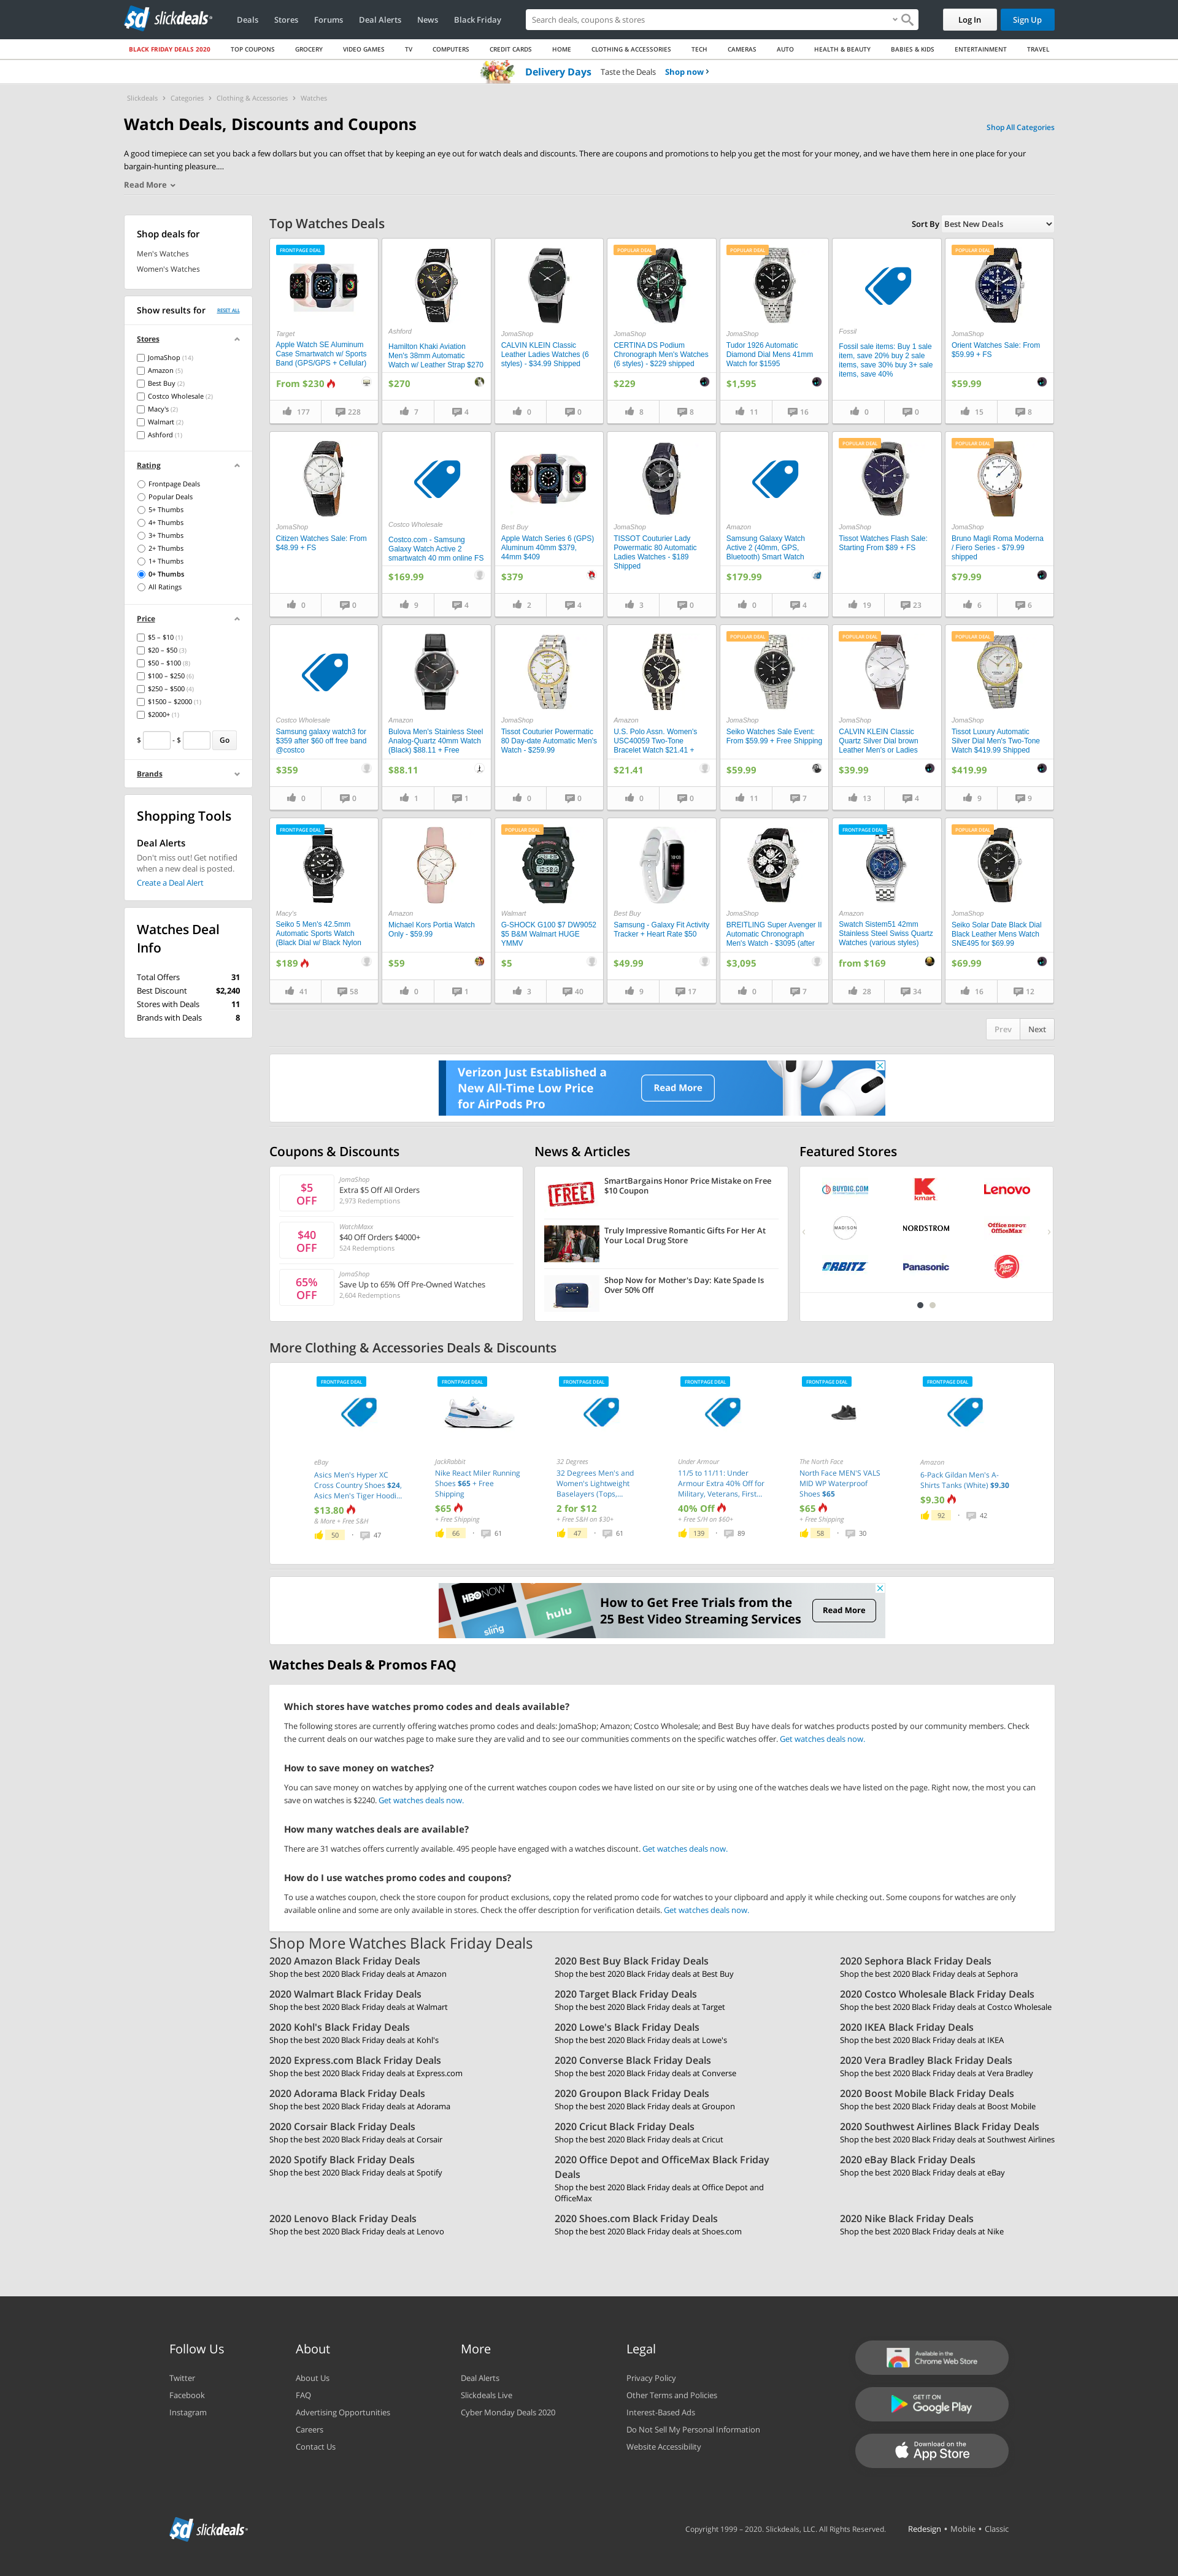 slickdeals
Deals
Stores
Forums
Deal Alerts
News
Black Friday
Search deals, coupons & stores
Log In
Sign Up
BLACK FRIDAY DEALS 2020
TOP COUPONS
GROCERY
VIDEO GAMES
TV
COMPUTERS
CREDIT CARDS
HOME
CLOTHING & ACCESSORIES
TECH
CAMERAS
AUTO
HEALTH & BEAUTY
BABIES & KIDS
ENTERTAINMENT
TRAVEL
Delivery Days Taste the Deals Shop now ›
Slickdeals › Categories › Clothing & Accessories › Watches
Watch Deals, Discounts and Coupons
Shop All Categories
A good timepiece can set you back a few dollars but you can offset that by keeping an eye out for watch deals and discounts. There are coupons and promotions to help you get the most for your money, and we have them here in one place for your
bargain-hunting pleasure....
Read More
Shop deals for
Men's Watches
Women's Watches
Show results for
RESET ALL
Stores
JomaShop (14)
Amazon (5)
Best Buy (2)
Costco Wholesale (2)
Macy's (2)
Walmart (2)
Ashford (1)
Rating
Frontpage Deals
Popular Deals
5+ Thumbs
4+ Thumbs
3+ Thumbs
2+ Thumbs
1+ Thumbs
0+ Thumbs
All Ratings
Price
$5 – $10 (1)
$20 – $50 (3)
$50 – $100 (8)
$100 – $250 (6)
$250 – $500 (4)
$1500 – $2000 (1)
$2000+ (1)
$ - $ Go
Brands
Shopping Tools
Deal Alerts
Don't miss out! Get notified
when a new deal is posted.
Create a Deal Alert
Watches Deal
Info
Total Offers 31
Best Discount $2,240
Stores with Deals 11
Brands with Deals 8
Top Watches Deals
Sort By Best New Deals
FRONTPAGE DEAL
Target
Apple Watch SE Aluminum
Case Smartwatch w/ Sports
Band (GPS/GPS + Cellular)
From $230
177 228
Ashford
Hamilton Khaki Aviation
Men's 38mm Automatic
Watch w/ Leather Strap $270
$270
7 4
JomaShop
CALVIN KLEIN Classic
Leather Ladies Watches (6
styles) - $34.99 Shipped
0 0
POPULAR DEAL
JomaShop
CERTINA DS Podium
Chronograph Men's Watches
(6 styles) - $229 shipped
$229
8 8
POPULAR DEAL
JomaShop
Tudor 1926 Automatic
Diamond Dial Mens 41mm
Watch for $1595
$1,595
11 16
Fossil
Fossil sale items: Buy 1 sale
item, save 20% buy 2 sale
items, save 30% buy 3+ sale
items, save 40%
0 0
POPULAR DEAL
JomaShop
Orient Watches Sale: From
$59.99 + FS
$59.99
15 8
JomaShop
Citizen Watches Sale: From
$48.99 + FS
0 0
Costco Wholesale
Costco.com - Samsung
Galaxy Watch Active 2
smartwatch 40 mm online FS
$169.99
9 4
Best Buy
Apple Watch Series 6 (GPS)
Aluminum 40mm $379,
44mm $409
$379
2 4
JomaShop
TISSOT Couturier Lady
Powermatic 80 Automatic
Ladies Watches - $189
Shipped
3 0
Amazon
Samsung Galaxy Watch
Active 2 (40mm, GPS,
Bluetooth) Smart Watch
$179.99
0 4
POPULAR DEAL
JomaShop
Tissot Watches Flash Sale:
Starting From $89 + FS
19 23
POPULAR DEAL
JomaShop
Bruno Magli Roma Moderna
/ Fiero Series - $79.99
shipped
$79.99
6 6
Costco Wholesale
Samsung galaxy watch3 for
$359 after $60 off free band
@costco
$359
0 0
Amazon
Bulova Men's Stainless Steel
Analog-Quartz 40mm Watch
(Black) $88.11 + Free
$88.11
1 1
JomaShop
Tissot Couturier Powermatic
80 Day-date Automatic Men's
Watch - $259.99
0 0
Amazon
U.S. Polo Assn. Women's
USC40059 Two-Tone
Bracelet Watch $21.41 +
$21.41
0 0
POPULAR DEAL
JomaShop
Seiko Watches Sale Event:
From $59.99 + Free Shipping
$59.99
11 7
POPULAR DEAL
JomaShop
CALVIN KLEIN Classic
Quartz Silver Dial brown
Leather Men's or Ladies
$39.99
13 4
POPULAR DEAL
JomaShop
Tissot Luxury Automatic
Silver Dial Men's Two-Tone
Watch $419.99 Shipped
$419.99
9 9
FRONTPAGE DEAL
Macy's
Seiko 5 Men's 42.5mm
Automatic Sports Watch
(Black Dial w/ Black Nylon
$189
41 58
Amazon
Michael Kors Portia Watch
Only - $59.99
$59
0 1
POPULAR DEAL
Walmart
G-SHOCK G100 $7 DW9052
$5 B&M Walmart HUGE
YMMV
$5
3 40
Best Buy
Samsung - Galaxy Fit Activity
Tracker + Heart Rate $50
$49.99
9 17
JomaShop
BREITLING Super Avenger II
Automatic Chronograph
Men's Watch - $3095 (after
$3,095
0 7
FRONTPAGE DEAL
Amazon
Swatch Sistem51 42mm
Stainless Steel Swiss Quartz
Watches (various styles)
from $169
28 34
POPULAR DEAL
JomaShop
Seiko Solar Date Black Dial
Black Leather Mens Watch
SNE495 for $69.99
$69.99
16 12
Prev Next
Verizon Just Established a
New All-Time Low Price
for AirPods Pro
Read More
Coupons & Discounts
$5
OFF
JomaShop
Extra $5 Off All Orders
2,973 Redemptions
$40
OFF
WatchMaxx
$40 Off Orders $4000+
524 Redemptions
65%
OFF
JomaShop
Save Up to 65% Off Pre-Owned Watches
2,604 Redemptions
News & Articles
FREE
SmartBargains Honor Price Mistake on Free
$10 Coupon
Truly Impressive Romantic Gifts For Her At
Your Local Drug Store
Shop Now for Mother's Day: Kate Spade Is
Over 50% Off
Featured Stores
BUYDIG.COM
kmart
Lenovo
MADISON
NORDSTROM
Office DEPOT
OfficeMax
ORBITZ
Panasonic
More Clothing & Accessories Deals & Discounts
FRONTPAGE DEAL
eBay
Asics Men's Hyper XC
Cross Country Shoes $24,
Asics Men's Tiger Hoodi...
$13.80
& More + Free S&H
50 • 47
FRONTPAGE DEAL
JackRabbit
Nike React Miler Running
Shoes $65 + Free
Shipping
$65
+ Free Shipping
66 • 61
FRONTPAGE DEAL
32 Degrees
32 Degrees Men's and
Women's Lightweight
Baselayers (Tops,...
2 for $12
+ Free S&H on $30+
47 • 61
FRONTPAGE DEAL
Under Armour
11/5 to 11/11: Under
Armour Extra 40% Off for
Military, Veterans, First...
40% Off
+ Free S/H on $60+
139 • 89
FRONTPAGE DEAL
The North Face
North Face MEN'S VALS
MID WP Waterproof
Shoes $65
$65
+ Free Shipping
58 • 30
FRONTPAGE DEAL
Amazon
6-Pack Gildan Men's A-
Shirts Tanks (White) $9.30
$9.30
92 • 42
HBO NOW
sling
hulu
How to Get Free Trials from the
25 Best Video Streaming Services
Read More
Watches Deals & Promos FAQ
Which stores have watches promo codes and deals available?
The following stores are currently offering watches promo codes and deals: JomaShop; Amazon; Costco Wholesale; and Best Buy have deals for watches products posted by our community members. Check
the current deals on our watches page to make sure they are valid and to see our communities comments on the specific watches offer. Get watches deals now.
How to save money on watches?
You can save money on watches by applying one of the current watches coupon codes we have listed on our site or by using one of the watches deals we have listed on the page. Right now, the most you can
save on watches is $2240. Get watches deals now.
How many watches deals are available?
There are 31 watches offers currently available. 495 people have engaged with a watches discount. Get watches deals now.
How do I use watches promo codes and coupons?
To use a watches coupon, check the store coupon for product exclusions, copy the related promo code for watches to your clipboard and apply it while checking out. Some coupons for watches are only
available online and some are only available in stores. Check the offer description for verification details. Get watches deals now.
Shop More Watches Black Friday Deals
2020 Amazon Black Friday Deals
Shop the best 2020 Black Friday deals at Amazon
2020 Best Buy Black Friday Deals
Shop the best 2020 Black Friday deals at Best Buy
2020 Sephora Black Friday Deals
Shop the best 2020 Black Friday deals at Sephora
2020 Walmart Black Friday Deals
Shop the best 2020 Black Friday deals at Walmart
2020 Target Black Friday Deals
Shop the best 2020 Black Friday deals at Target
2020 Costco Wholesale Black Friday Deals
Shop the best 2020 Black Friday deals at Costco Wholesale
2020 Kohl's Black Friday Deals
Shop the best 2020 Black Friday deals at Kohl's
2020 Lowe's Black Friday Deals
Shop the best 2020 Black Friday deals at Lowe's
2020 IKEA Black Friday Deals
Shop the best 2020 Black Friday deals at IKEA
2020 Express.com Black Friday Deals
Shop the best 2020 Black Friday deals at Express.com
2020 Converse Black Friday Deals
Shop the best 2020 Black Friday deals at Converse
2020 Vera Bradley Black Friday Deals
Shop the best 2020 Black Friday deals at Vera Bradley
2020 Adorama Black Friday Deals
Shop the best 2020 Black Friday deals at Adorama
2020 Groupon Black Friday Deals
Shop the best 2020 Black Friday deals at Groupon
2020 Boost Mobile Black Friday Deals
Shop the best 2020 Black Friday deals at Boost Mobile
2020 Corsair Black Friday Deals
Shop the best 2020 Black Friday deals at Corsair
2020 Cricut Black Friday Deals
Shop the best 2020 Black Friday deals at Cricut
2020 Southwest Airlines Black Friday Deals
Shop the best 2020 Black Friday deals at Southwest Airlines
2020 Spotify Black Friday Deals
Shop the best 2020 Black Friday deals at Spotify
2020 Office Depot and OfficeMax Black Friday
Deals
Shop the best 2020 Black Friday deals at Office Depot and
OfficeMax
2020 eBay Black Friday Deals
Shop the best 2020 Black Friday deals at eBay
2020 Lenovo Black Friday Deals
Shop the best 2020 Black Friday deals at Lenovo
2020 Shoes.com Black Friday Deals
Shop the best 2020 Black Friday deals at Shoes.com
2020 Nike Black Friday Deals
Shop the best 2020 Black Friday deals at Nike
Follow Us
Twitter
Facebook
Instagram
About
About Us
FAQ
Advertising Opportunities
Careers
Contact Us
More
Deal Alerts
Slickdeals Live
Cyber Monday Deals 2020
Legal
Privacy Policy
Other Terms and Policies
Interest-Based Ads
Do Not Sell My Personal Information
Website Accessibility
Available in the
Chrome Web Store
GET IT ON
Google Play
Download on the
App Store
slickdeals
Copyright 1999 – 2020. Slickdeals, LLC. All Rights Reserved.
Redesign • Mobile • Classic